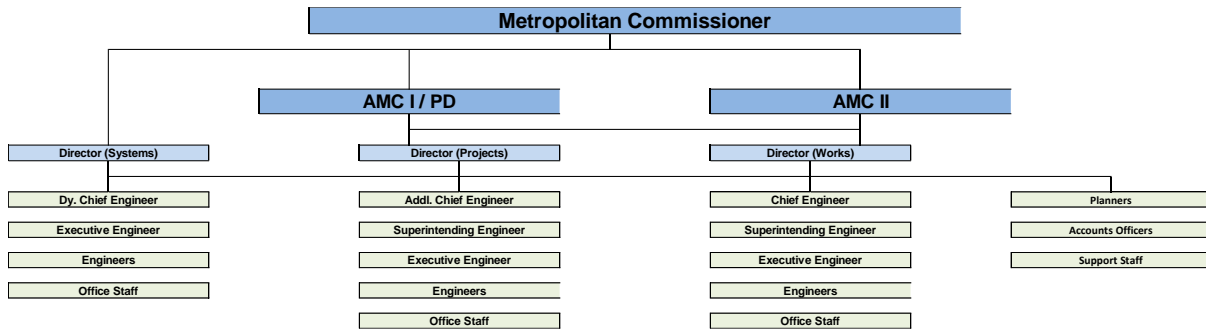 Metropolitan Commissioner
AMC I / PD
AMC II
Director (Systems)
Director (Projects)
Director (Works)
Dy. Chief Engineer
Addl. Chief Engineer
Chief Engineer
Planners
Executive Engineer
Superintending Engineer
Superintending Engineer
Accounts Officers
Engineers
Executive Engineer
Executive Engineer
Support Staff
Office Staff
Engineers
Engineers
Office Staff
Office Staff